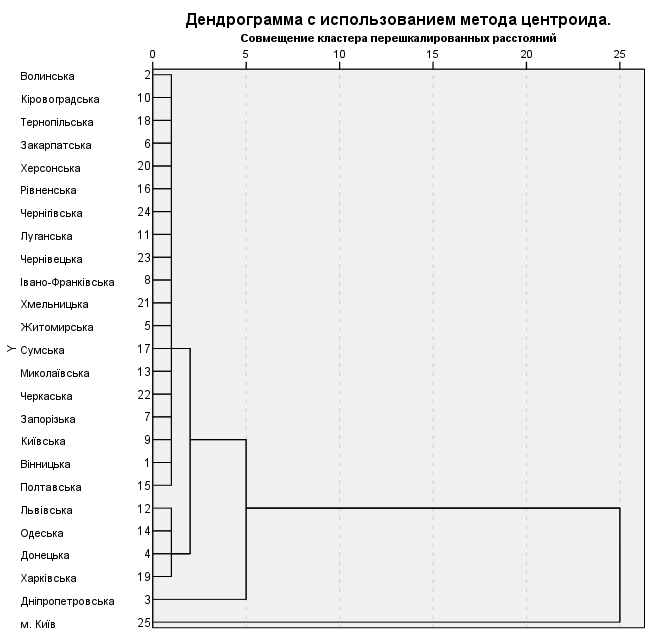 Дендрограмма с использованием метода центроида.
Совмещение кластера перешкалированных расстояний
0 5 10 15 20 25
Волинська 2
Кіровоградська 10
Тернопільська 18
Закарпатська 6
Херсонська 20
Рівненська 16
Чернігівська 24
Луганська 11
Чернівецька 23
Івано-Франківська 8
Хмельницька 21
Житомирська 5
Y Сумська 17
Миколаївська 13
Черкаська 22
Запорізька 7
Київська 9
Вінницька 1
Полтавська 15
Львівська 12
Одеська 14
Донецька 4
Харківська 19
Дніпропетровська 3
м. Київ 25